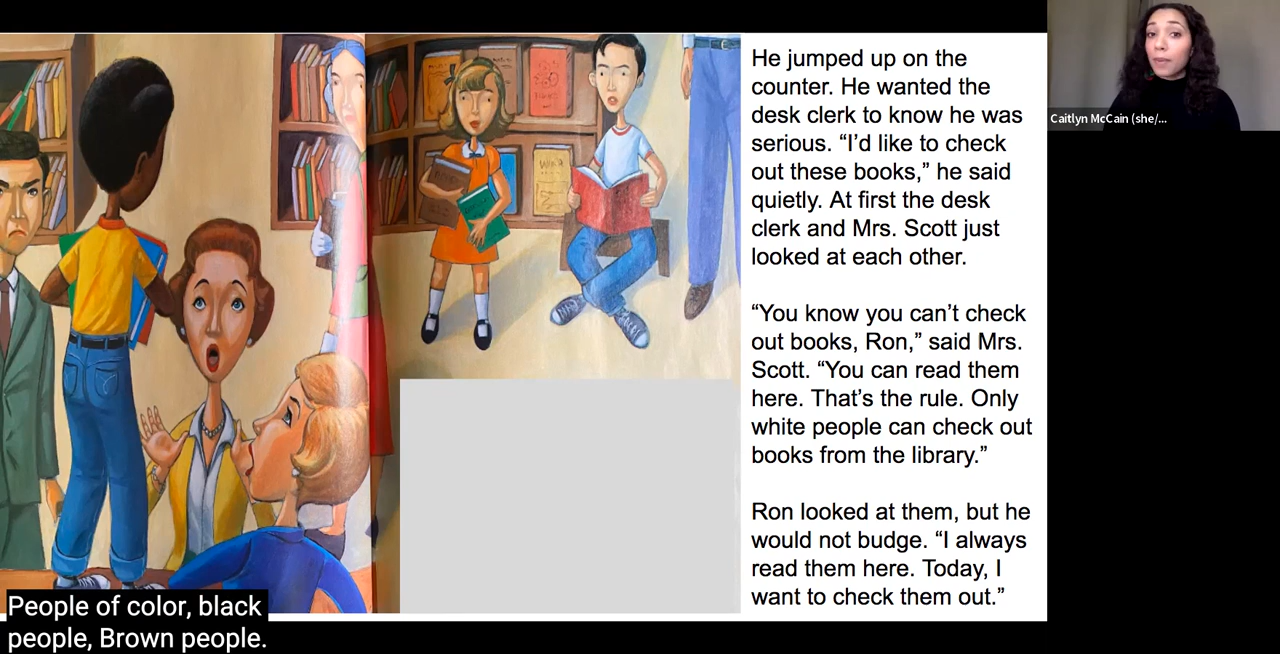 He jumped up on the
counter. He wanted the
desk clerk to know he was
serious. “I’d like to check
out these books,” he said
quietly. At first the desk
clerk and Mrs. Scott just
looked at each other.
“You know you can’t check
out books, Ron,” said Mrs.
Scott. “You can read them
here. That’s the rule. Only
white people can check out
books from the library.”
Ron looked at them, but he
would not budge. “I always
read them here. Today, I
want to check them out.”
Caitlyn McCain (she/...
People of color, black
people, Brown people.